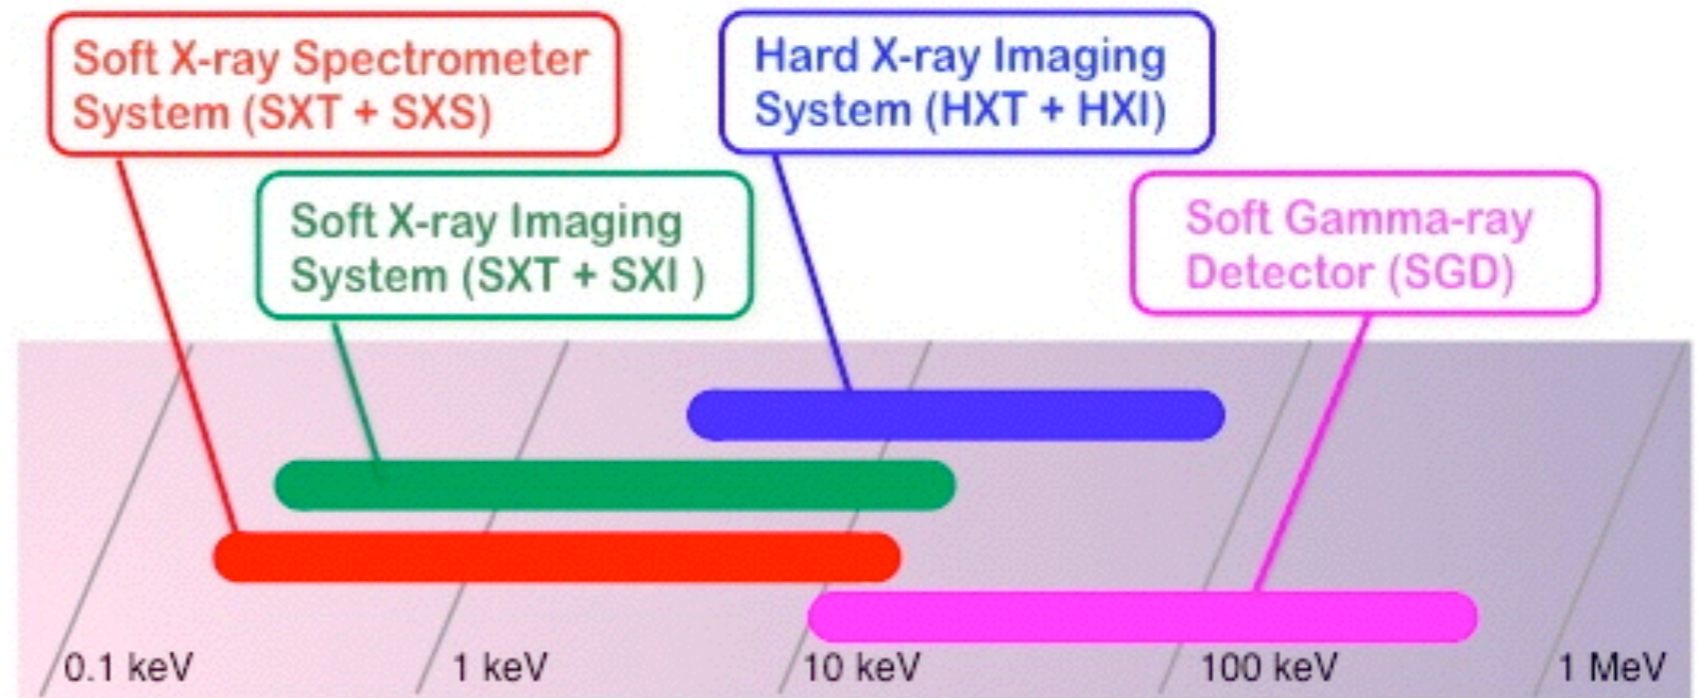 Soft X-ray Spectrometer
System (SXT + SXS)
Hard X-ray Imaging
System (HXT + HXI)
Soft X-ray Imaging
System (SXT + SXI )
Soft Gamma-ray
Detector (SGD)
0.1 keV
1 keV
10 keV
100 keV
1 MeV